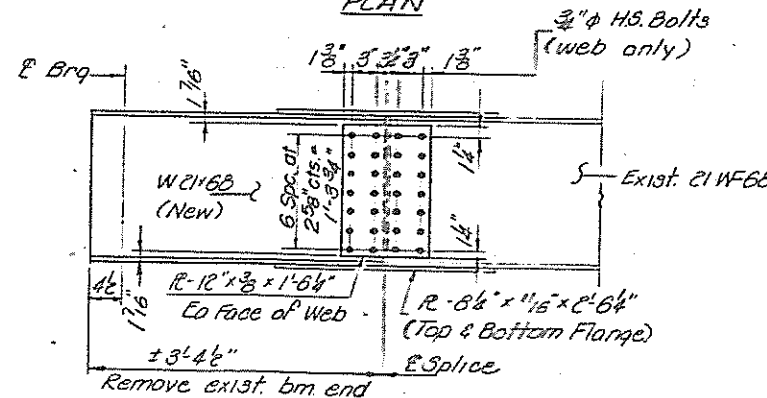 PLAN
3/4"φ H.S. Bolts
(web only)
1 3/8" 3" 3 1/2" 3" 1 3/8"
℄ Brg
1 7/16"
6 Spc. at
2 5/8" cts. =
1'-3 3/4"
1 1/4"
W 21x68
(New)
Exist. 21 WF68
1 1/4"
4 1/2"
1 7/16"
℄-12" x 3/8 x 1'-6 1/4"
Ea Face of Web
℄-8 1/4" x 11/16" x 2'-6 1/4"
(Top & Bottom Flange)
± 3'-4 1/2"
℄ Splice
Remove exist. bm. end